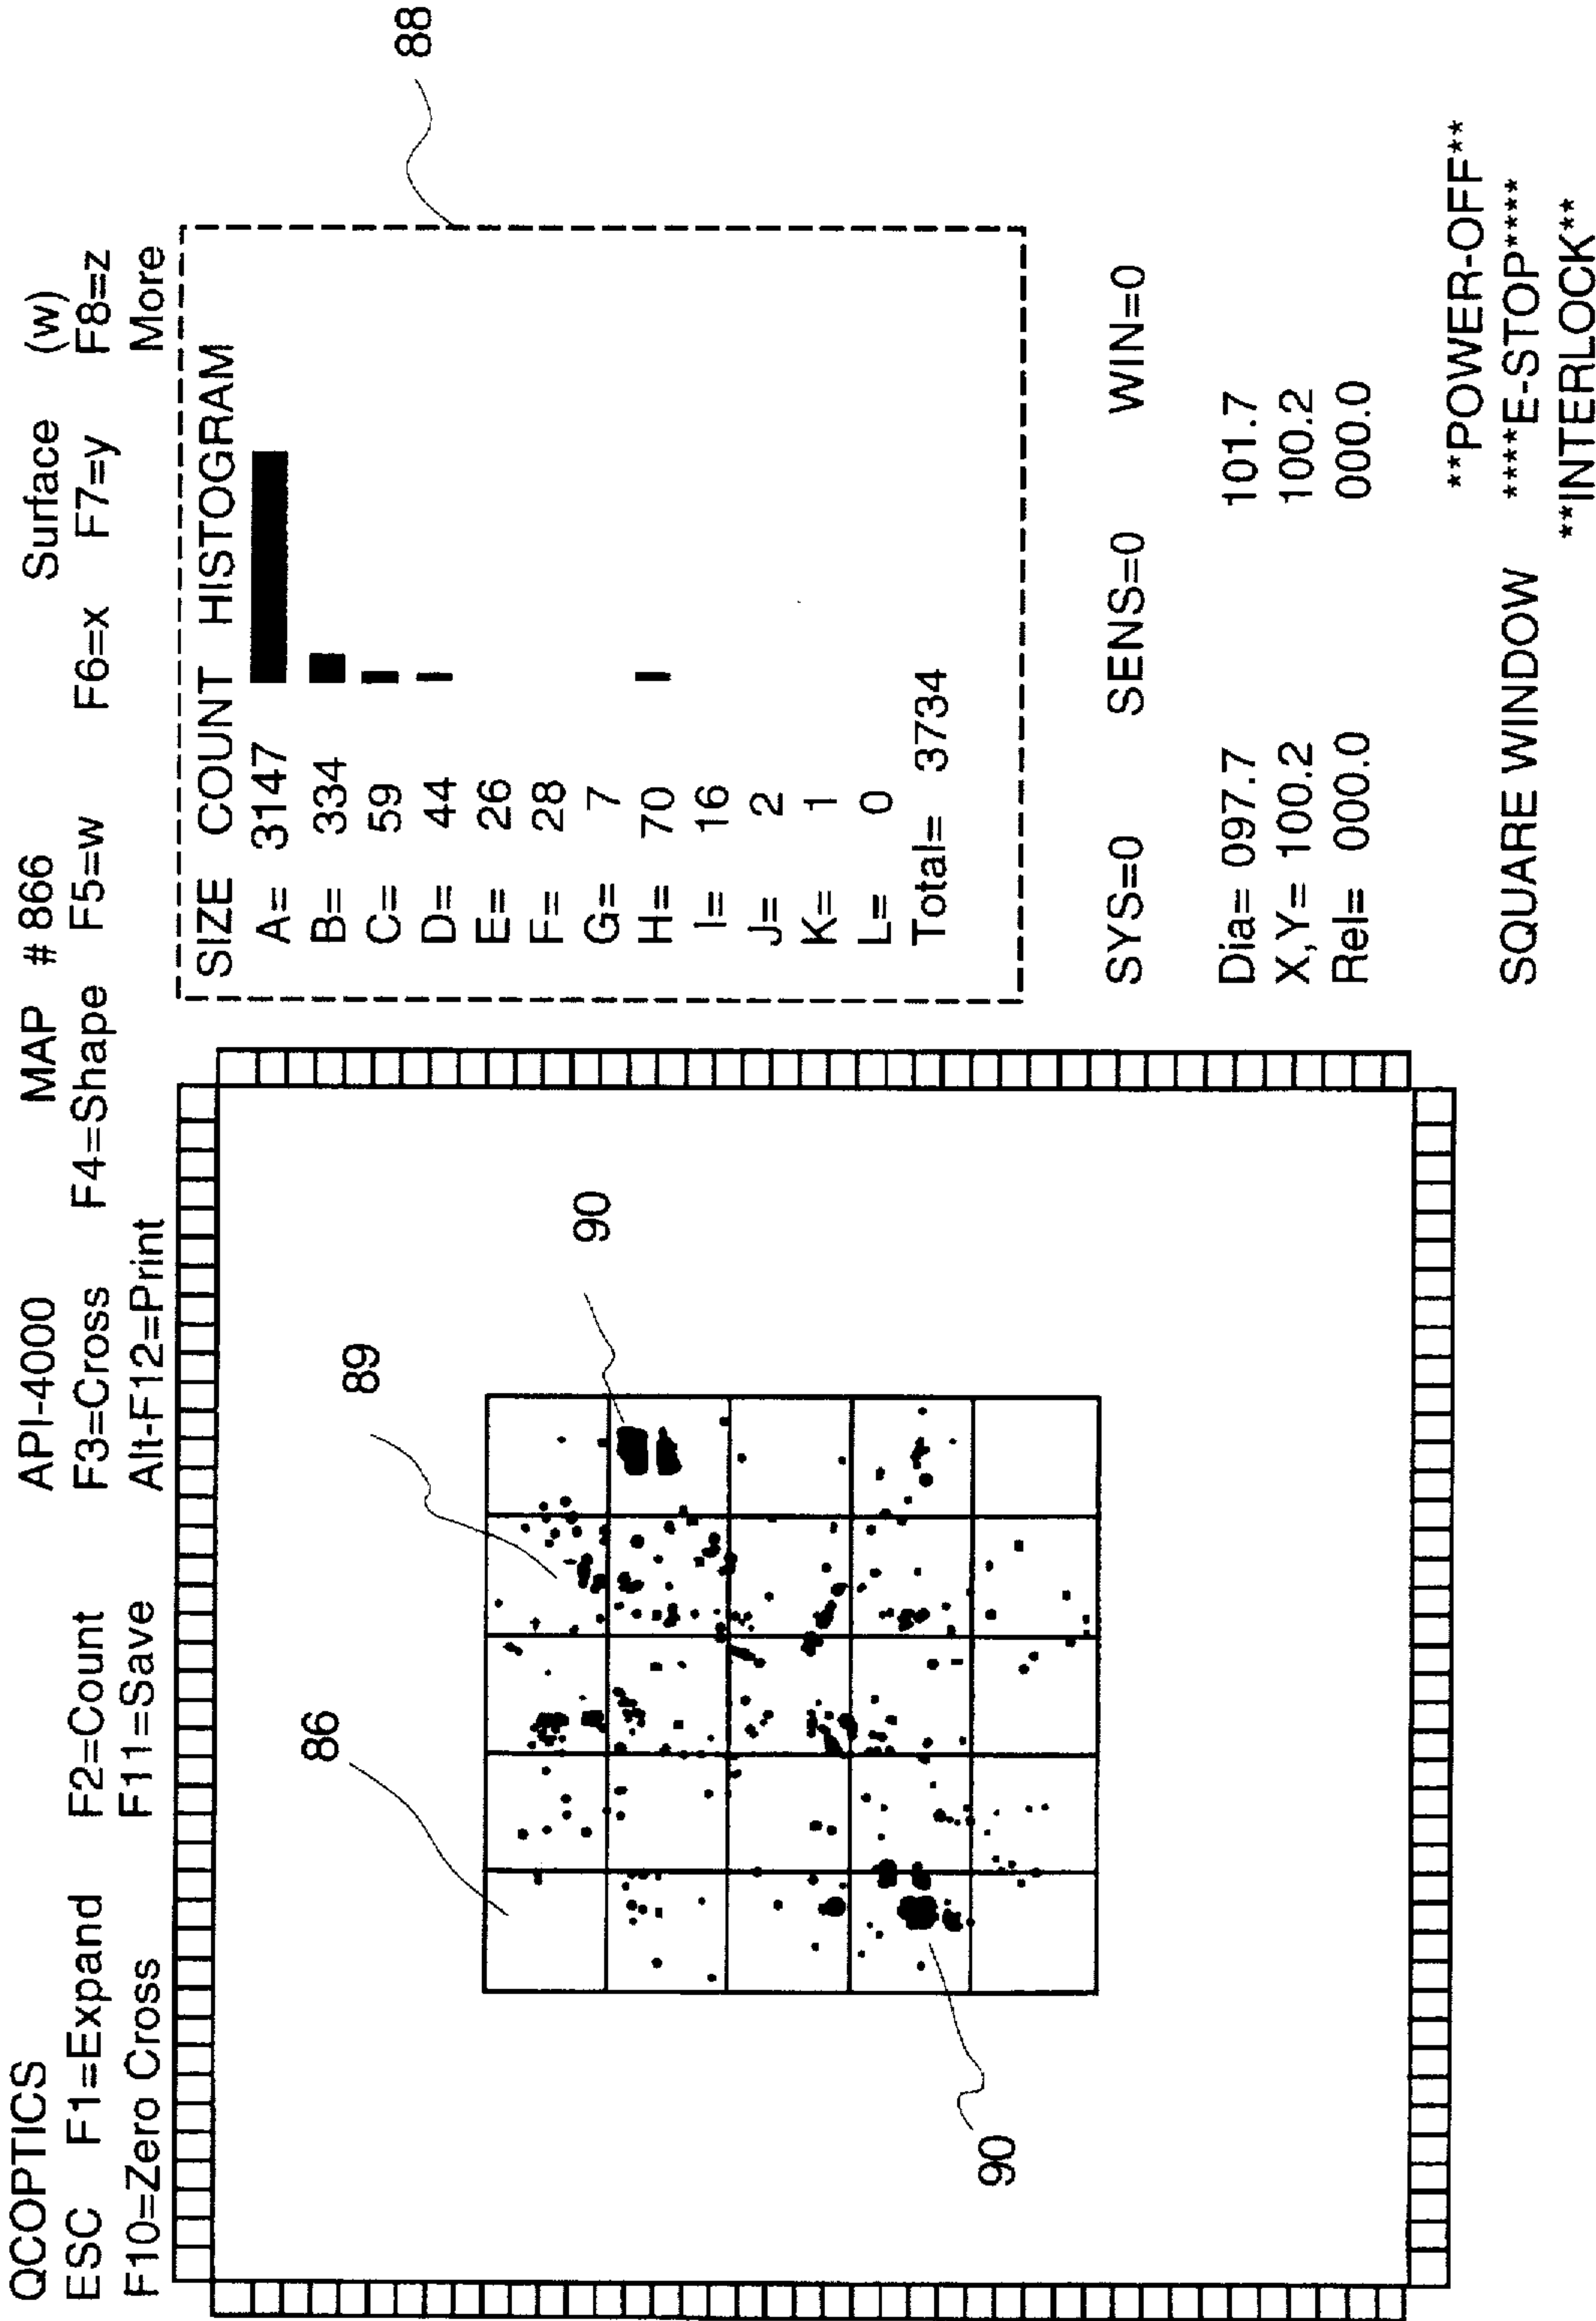 QCOPTICS API-4000 MAP # 866 Surface (w)
ESC F1=Expand F2=Count F3=Cross F4=Shape F5=w F6=x F7=y F8=z
F10=Zero Cross F11=Save Alt-F12=Print More
86
89
90
90
88
SIZE COUNT HISTOGRAM
A= 3147
B= 334
C= 59
D= 44
E= 26
F= 28
G= 7
H= 70
I= 16
J= 2
K= 1
L= 0
Total= 3734
SYS=0 SENS=0 WIN=0
Dia= 097.7 101.7
X,Y= 100.2 100.2
Rel= 000.0 000.0
**POWER-OFF**
SQUARE WINDOW ****E-STOP****
**INTERLOCK**